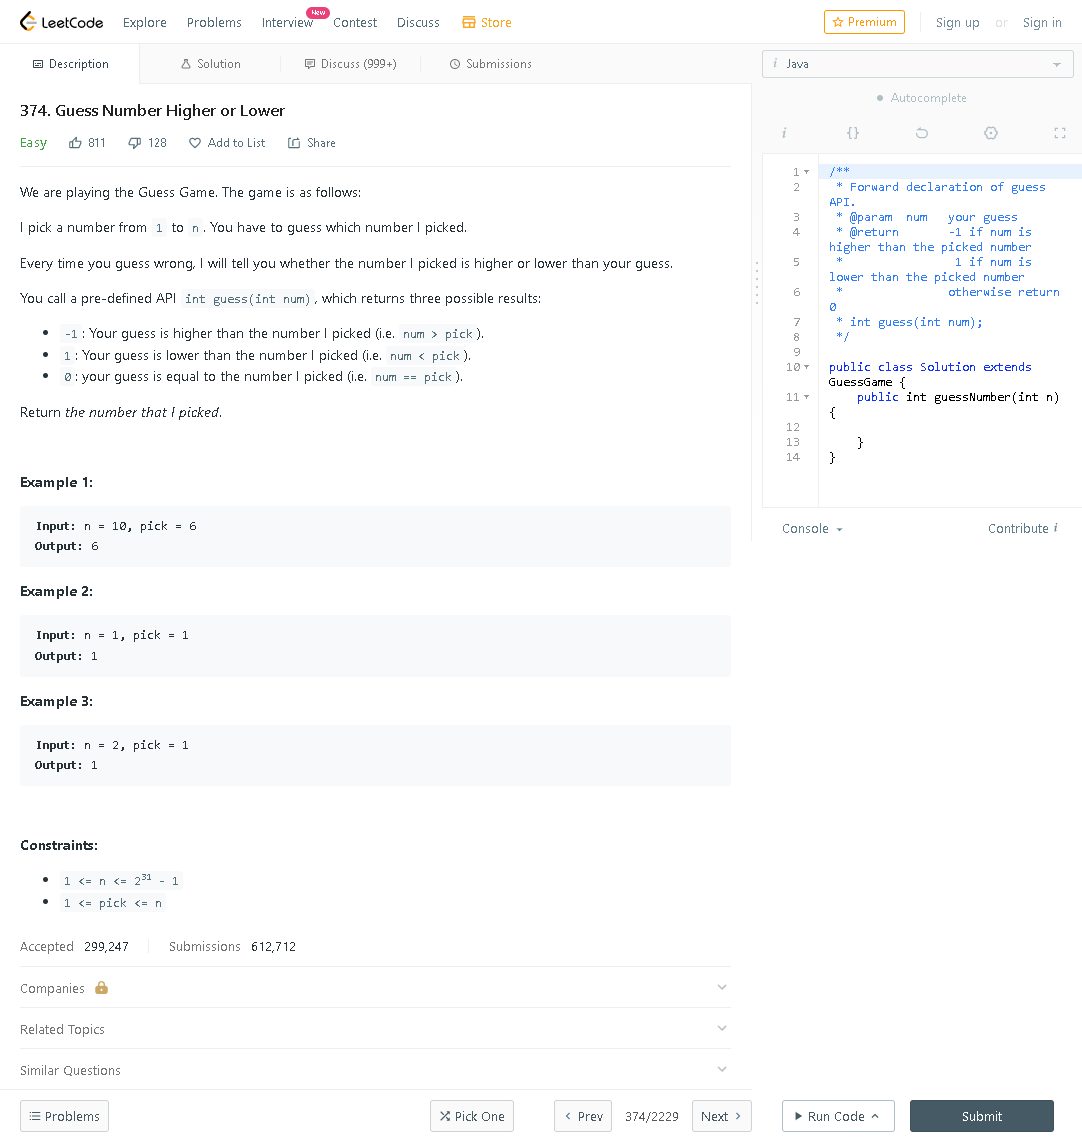 LeetCode Explore Problems Interview New Contest Discuss Store Premium Sign up or Sign in
Description Solution Discuss (999+) Submissions
374. Guess Number Higher or Lower
Easy 811 128 Add to List Share
We are playing the Guess Game. The game is as follows:
I pick a number from 1 to n. You have to guess which number I picked.
Every time you guess wrong, I will tell you whether the number I picked is higher or lower than your guess.
You call a pre-defined API int guess(int num), which returns three possible results:
-1: Your guess is higher than the number I picked (i.e. num > pick).
1: Your guess is lower than the number I picked (i.e. num < pick).
0: your guess is equal to the number I picked (i.e. num == pick).
Return the number that I picked.
Example 1:
Input: n = 10, pick = 6
Output: 6
Example 2:
Input: n = 1, pick = 1
Output: 1
Example 3:
Input: n = 2, pick = 1
Output: 1
Constraints:
1 <= n <= 2³¹ - 1
1 <= pick <= n
Accepted 299,247 Submissions 612,712
Companies
Related Topics
Similar Questions
Problems Pick One Prev 374/2229 Next
i Java
Autocomplete
i {}
1 /**
2 * Forward declaration of guess
API.
3 * @param num your guess
4 * @return -1 if num is
higher than the picked number
5 * 1 if num is
lower than the picked number
6 * otherwise return
0
7 * int guess(int num);
8 */
9
10 public class Solution extends
GuessGame {
11 public int guessNumber(int n)
{
12
13 }
14 }
Console Contribute i
Run Code Submit